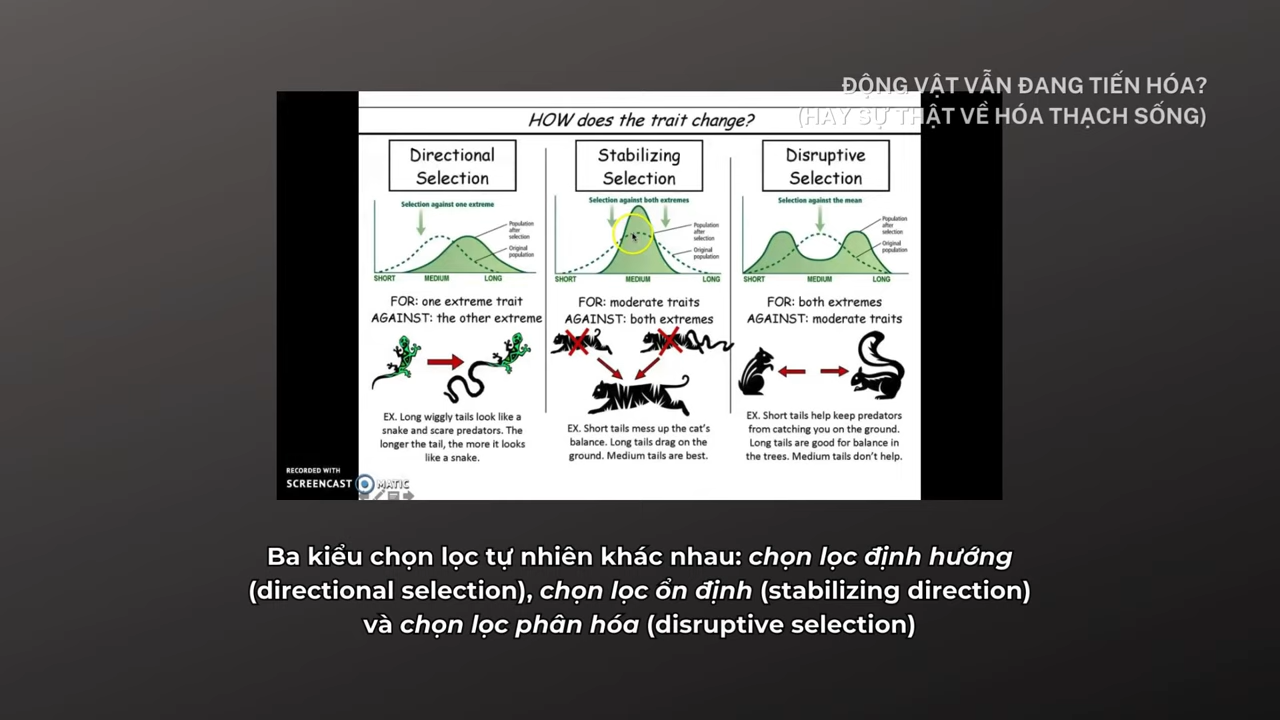 ĐỘNG VẬT VẪN ĐANG TIẾN HÓA?
(HAY SỰ THẬT VỀ HÓA THẠCH SỐNG)
HOW does the trait change?
Directional
Selection
Selection against one extreme
Population
after
selection
Original
population
SHORT MEDIUM LONG
FOR: one extreme trait
AGAINST: the other extreme
EX. Long wiggly tails look like a
snake and scare predators. The
longer the tail, the more it looks
like a snake.
Stabilizing
Selection
Selection against both extremes
Population
after
selection
Original
population
SHORT MEDIUM LONG
FOR: moderate traits
AGAINST: both extremes
EX. Short tails mess up the cat's
balance. Long tails drag on the
ground. Medium tails are best.
Disruptive
Selection
Selection against the mean
Population
after
selection
Original
population
SHORT MEDIUM LONG
FOR: both extremes
AGAINST: moderate traits
EX. Short tails help keep predators
from catching you on the ground.
Long tails are good for balance in
the trees. Medium tails don't help.
RECORDED WITH
SCREENCAST MATIC
Ba kiểu chọn lọc tự nhiên khác nhau: chọn lọc định hướng
(directional selection), chọn lọc ổn định (stabilizing direction)
và chọn lọc phân hóa (disruptive selection)